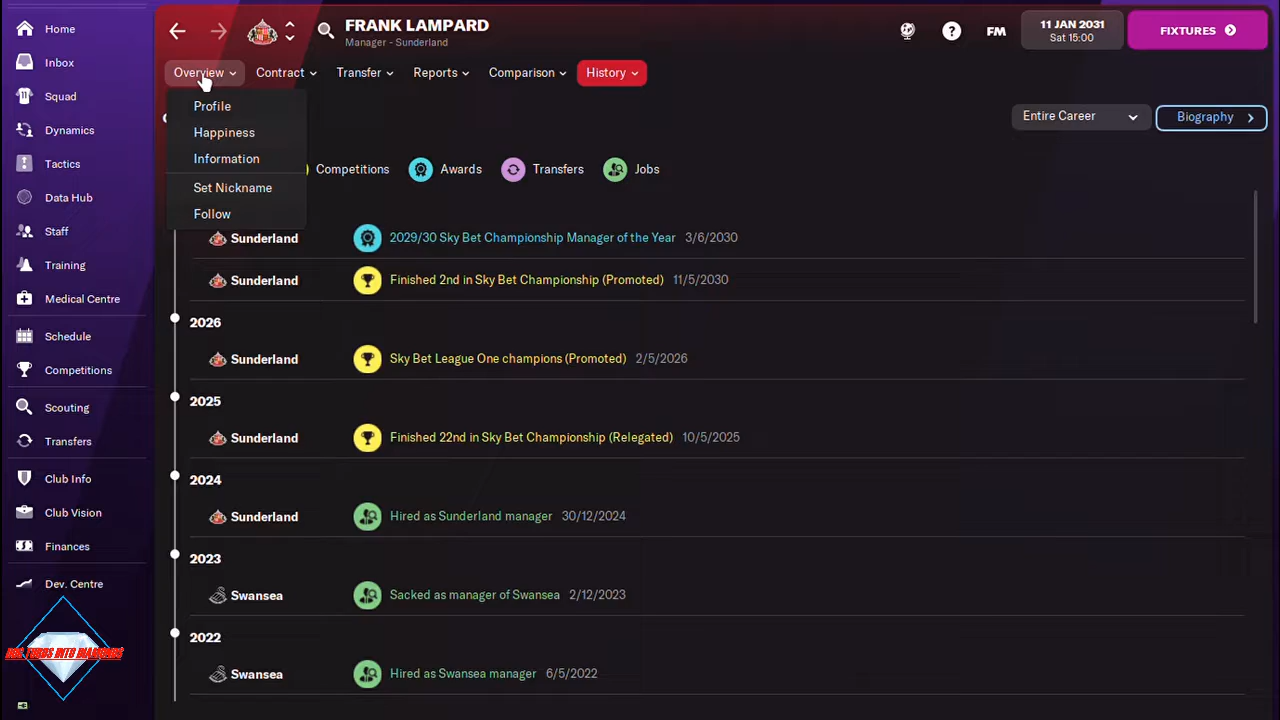 FRANK LAMPARD
Manager - Sunderland
FM
11 JAN 2031
Sat 15:00
FIXTURES
Home
Inbox
Squad
Dynamics
Tactics
Data Hub
Staff
Training
Medical Centre
Schedule
Competitions
Scouting
Transfers
Club Info
Club Vision
Finances
Dev. Centre
Overview Contract Transfer Reports Comparison History
Profile
Happiness
Information
Set Nickname
Follow
Entire Career
Biography
Competitions Awards Transfers Jobs
Sunderland 2029/30 Sky Bet Championship Manager of the Year 3/6/2030
Sunderland Finished 2nd in Sky Bet Championship (Promoted) 11/5/2030
2026
Sunderland Sky Bet League One champions (Promoted) 2/5/2026
2025
Sunderland Finished 22nd in Sky Bet Championship (Relegated) 10/5/2025
2024
Sunderland Hired as Sunderland manager 30/12/2024
2023
Swansea Sacked as manager of Swansea 2/12/2023
2022
Swansea Hired as Swansea manager 6/5/2022